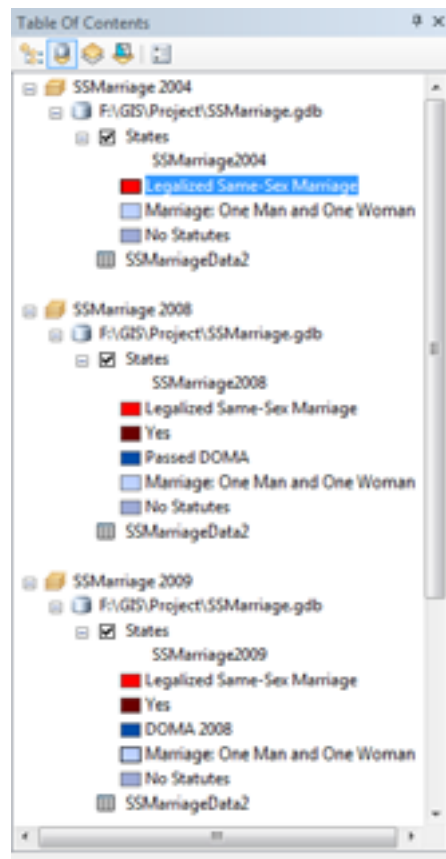 Table Of Contents
SSMarriage 2004
F:\GIS\Project\SSMarriage.gdb
States
SSMarriage2004
Legalized Same-Sex Marriage
Marriage: One Man and One Woman
No Statutes
SSMarriageData2
SSMarriage 2008
F:\GIS\Project\SSMarriage.gdb
States
SSMarriage2008
Legalized Same-Sex Marriage
Yes
Passed DOMA
Marriage: One Man and One Woman
No Statutes
SSMarriageData2
SSMarriage 2009
F:\GIS\Project\SSMarriage.gdb
States
SSMarriage2009
Legalized Same-Sex Marriage
Yes
DOMA 2008
Marriage: One Man and One Woman
No Statutes
SSMarriageData2